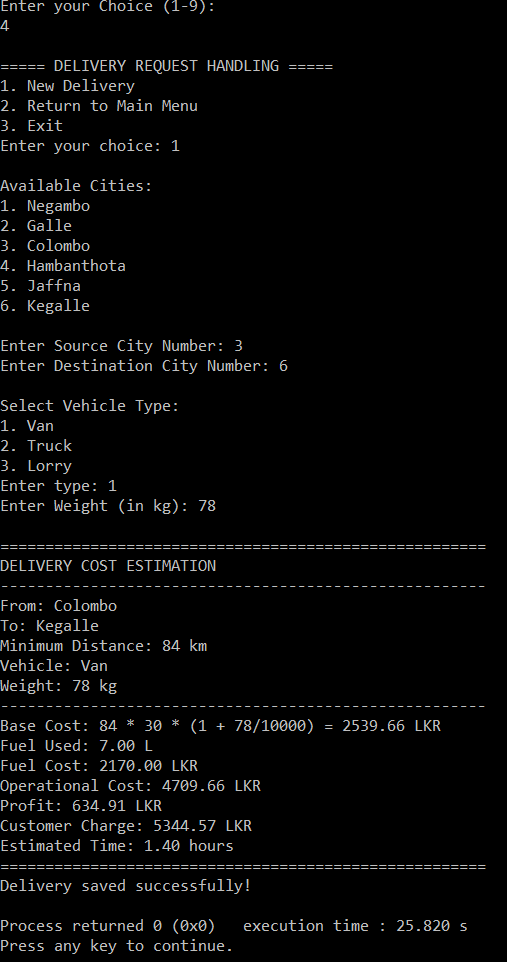 Enter your Choice (1-9):
4
===== DELIVERY REQUEST HANDLING =====
1. New Delivery
2. Return to Main Menu
3. Exit
Enter your choice: 1
Available Cities:
1. Negambo
2. Galle
3. Colombo
4. Hambanthota
5. Jaffna
6. Kegalle
Enter Source City Number: 3
Enter Destination City Number: 6
Select Vehicle Type:
1. Van
2. Truck
3. Lorry
Enter type: 1
Enter Weight (in kg): 78
======================================================
DELIVERY COST ESTIMATION
------------------------------------------------------
From: Colombo
To: Kegalle
Minimum Distance: 84 km
Vehicle: Van
Weight: 78 kg
------------------------------------------------------
Base Cost: 84 * 30 * (1 + 78/10000) = 2539.66 LKR
Fuel Used: 7.00 L
Fuel Cost: 2170.00 LKR
Operational Cost: 4709.66 LKR
Profit: 634.91 LKR
Customer Charge: 5344.57 LKR
Estimated Time: 1.40 hours
======================================================
Delivery saved successfully!
Process returned 0 (0x0)   execution time : 25.820 s
Press any key to continue.